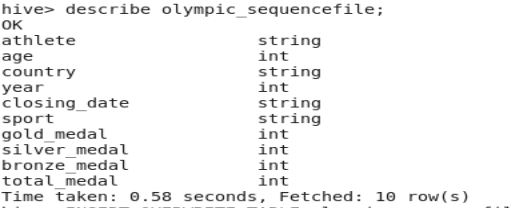 hive> describe olympic_sequencefile;
OK
athlete string
age int
country string
year int
closing_date string
sport string
gold_medal int
silver_medal int
bronze_medal int
total_medal int
Time taken: 0.58 seconds, Fetched: 10 row(s)